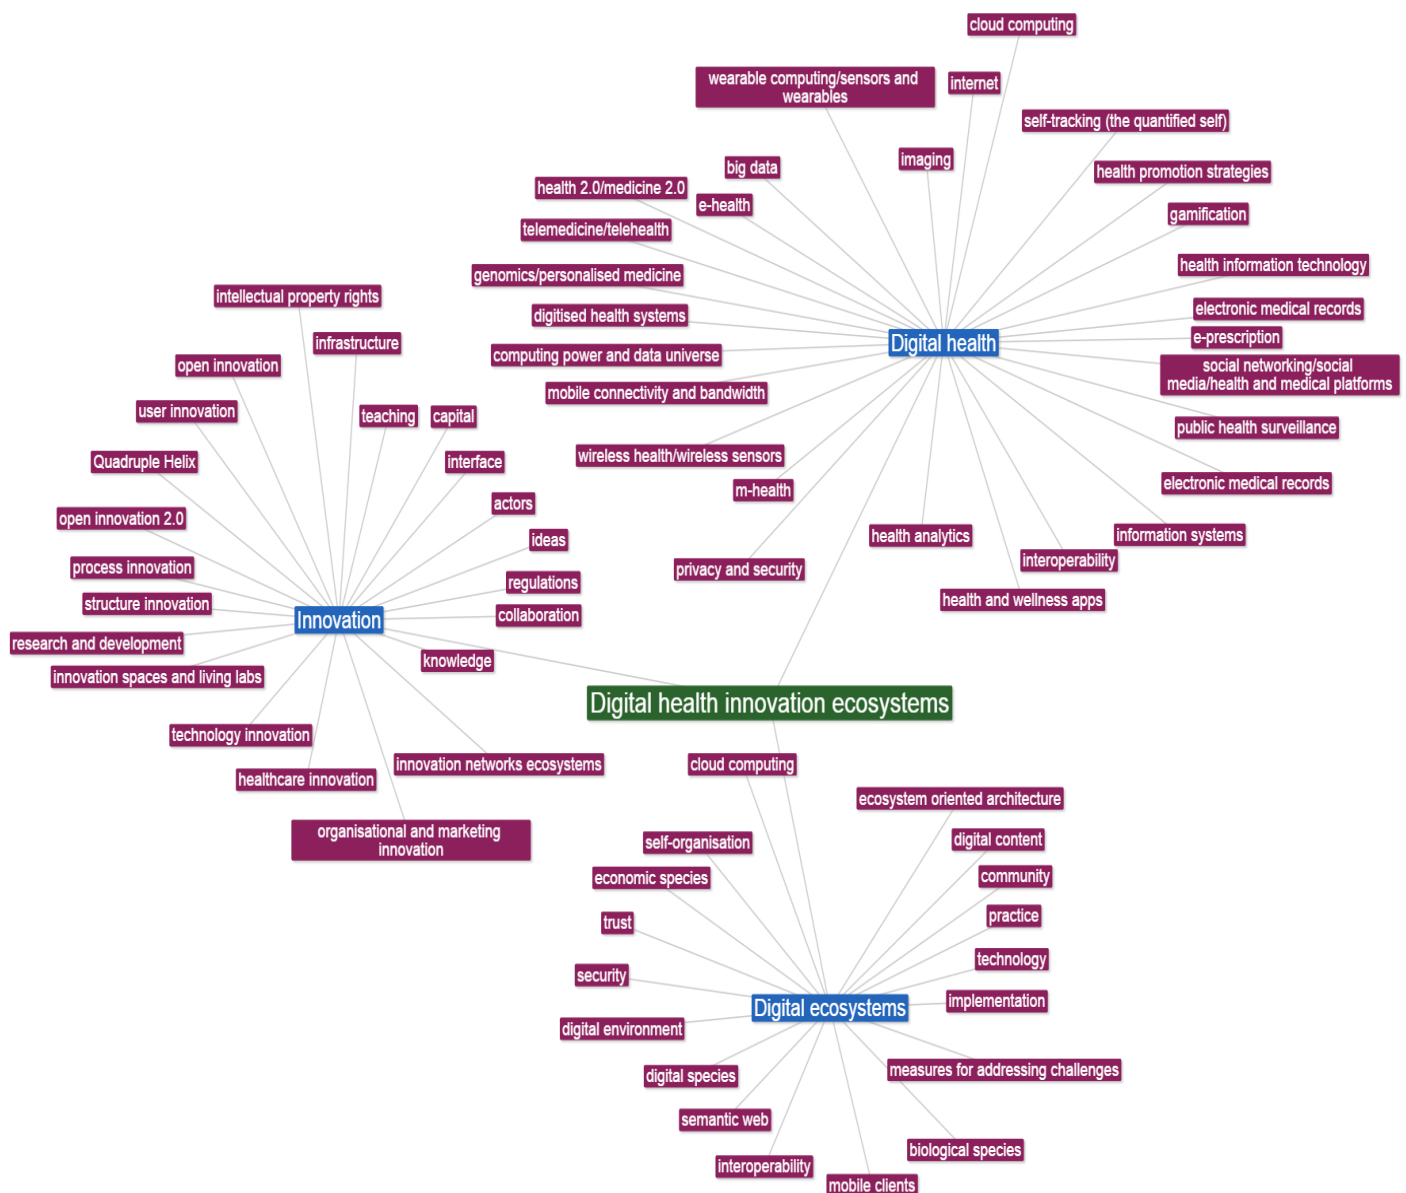 cloud computing
wearable computing/sensors and
wearables
internet
self-tracking (the quantified self)
imaging
big data
health promotion strategies
health 2.0/medicine 2.0
e-health
gamification
telemedicine/telehealth
health information technology
genomics/personalised medicine
electronic medical records
digitised health systems
e-prescription
Digital health
computing power and data universe
social networking/social
media/health and medical platforms
mobile connectivity and bandwidth
public health surveillance
wireless health/wireless sensors
electronic medical records
m-health
health analytics
information systems
privacy and security
interoperability
health and wellness apps
intellectual property rights
infrastructure
open innovation
user innovation
teaching
capital
Quadruple Helix
interface
actors
open innovation 2.0
ideas
process innovation
regulations
structure innovation
collaboration
Innovation
research and development
knowledge
innovation spaces and living labs
technology innovation
innovation networks ecosystems
healthcare innovation
organisational and marketing
innovation
Digital health innovation ecosystems
cloud computing
ecosystem oriented architecture
self-organisation
digital content
economic species
community
trust
practice
technology
security
implementation
Digital ecosystems
digital environment
measures for addressing challenges
digital species
semantic web
biological species
interoperability
mobile clients